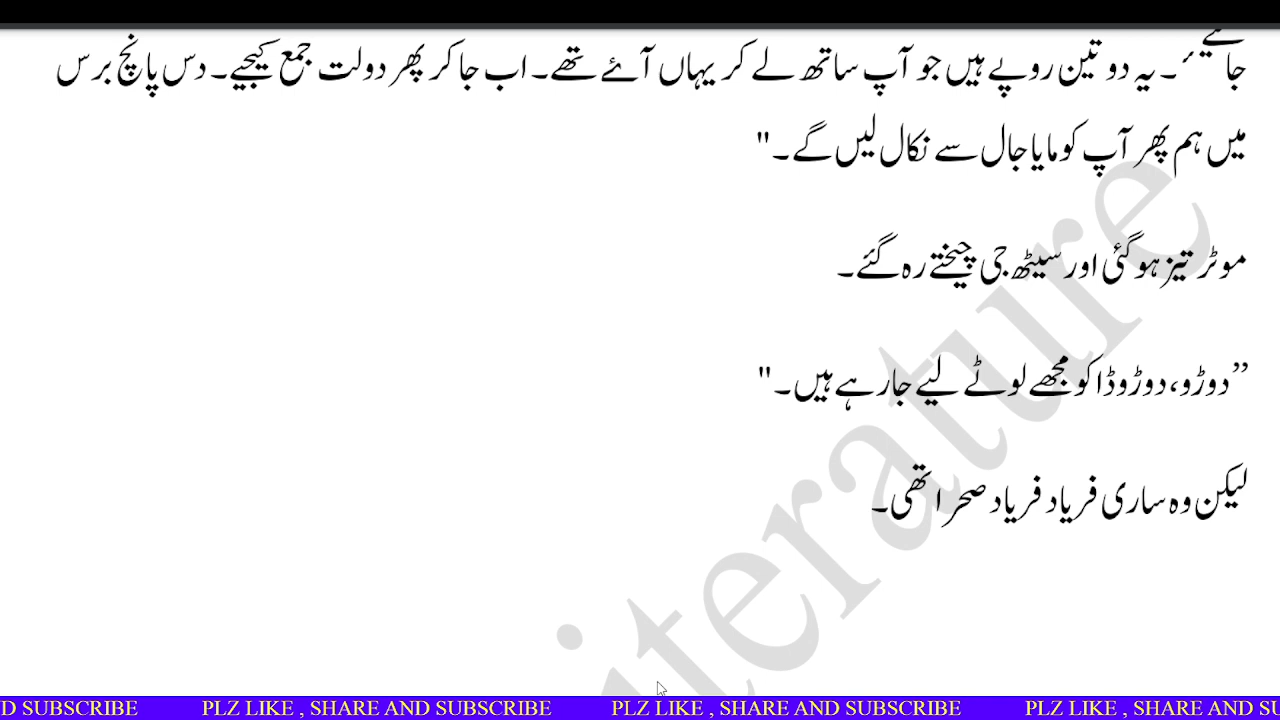 جائیے۔ یہ دو تین روپے ہیں جو آپ ساتھ لے کر یہاں آئے تھے۔ اب جا کر پھر دولت جمع کیجیے۔ دس پانچ برس
میں ہم پھر آپ کو مایا جال سے نکال لیں گے۔"
موٹر تیز ہو گئی اور سیٹھ جی چیختے رہ گئے۔
’’دوڑو، دوڑو ڈاکو مجھے لوٹے لیے جا رہے ہیں۔"
لیکن وہ ساری فریاد فریاد صحرا تھی۔
iterature
D SUBSCRIBE PLZ LIKE , SHARE AND SUBSCRIBE PLZ LIKE , SHARE AND SUBSCRIBE PLZ LIKE , SHARE AND SU